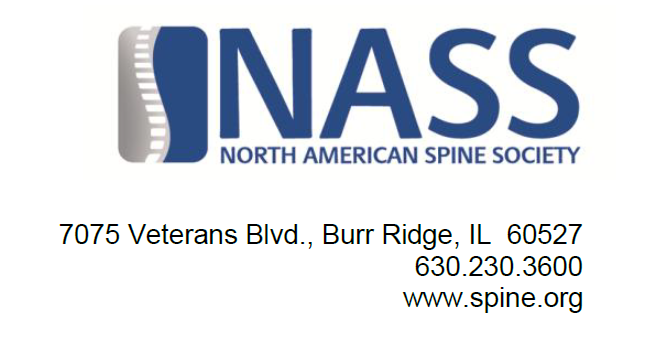 NASS
NORTH AMERICAN SPINE SOCIETY
7075 Veterans Blvd., Burr Ridge, IL  60527
630.230.3600
www.spine.org